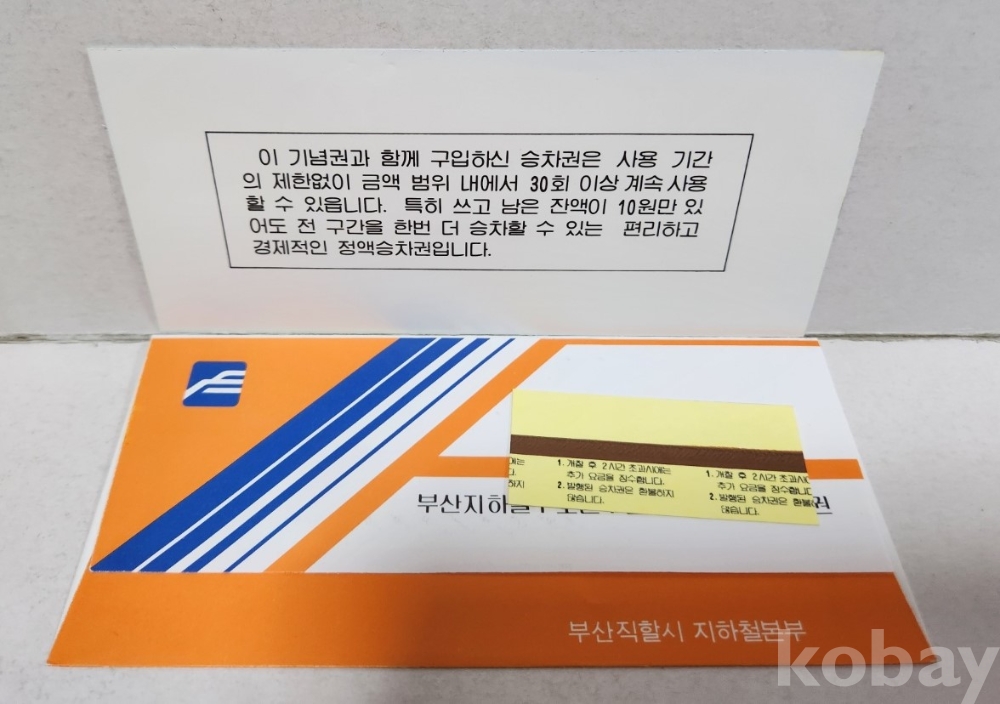 이 기념권과 함께 구입하신 승차권은 사용 기간
의 제한없이 금액 범위 내에서 30회 이상 계속 사용
할 수 있읍니다. 특히 쓰고 남은 잔액이 10원만 있
어도 전 구간을 한번 더 승차할 수 있는 편리하고
경제적인 정액승차권입니다.
1. 개찰 후 2시간 초과시에는
추가 요금을 징수합니다.
2. 발행된 승차권은 환불하지
않습니다.
1. 개찰 후 2시간 초과시
추가 요금을 징수합니다
2. 발행된 승차권은 환불
않습니다.
부산지하철
권
부산직할시 지하철본부
kobay